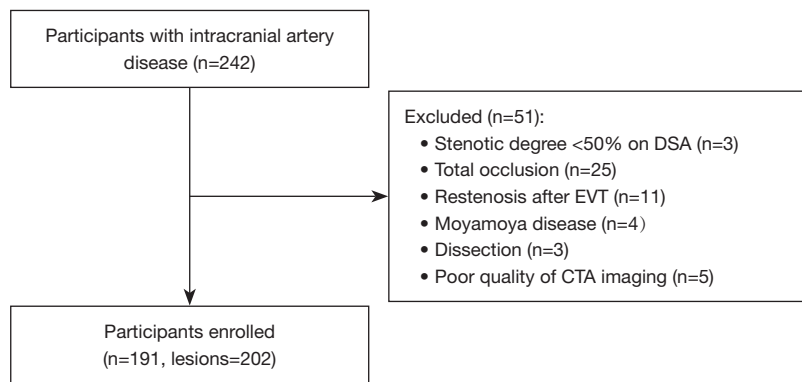 Participants with intracranial artery
disease (n=242)
Excluded (n=51):
• Stenotic degree <50% on DSA (n=3)
• Total occlusion (n=25)
• Restenosis after EVT (n=11)
• Moyamoya disease (n=4）
• Dissection (n=3)
• Poor quality of CTA imaging (n=5)
Participants enrolled
(n=191, lesions=202)